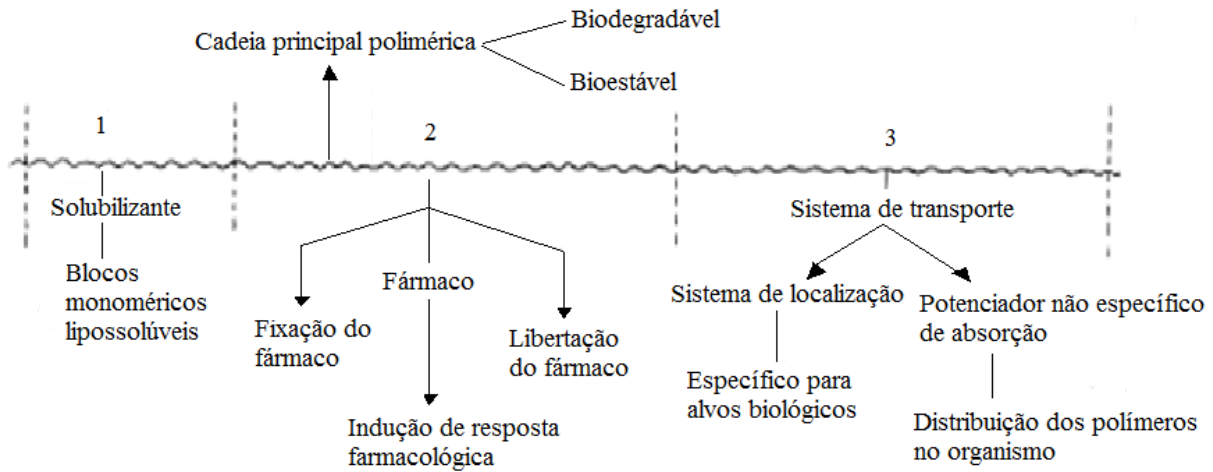 Biodegradável
Cadeia principal polimérica
Bioestável
1
2
3
Solubilizante
Blocos
monoméricos
lipossolúveis
Fármaco
Fixação do
fármaco
Libertação
do fármaco
Indução de resposta
farmacológica
Sistema de transporte
Sistema de localização
Potenciador não específico
de absorção
Específico para
alvos biológicos
Distribuição dos polímeros
no organismo